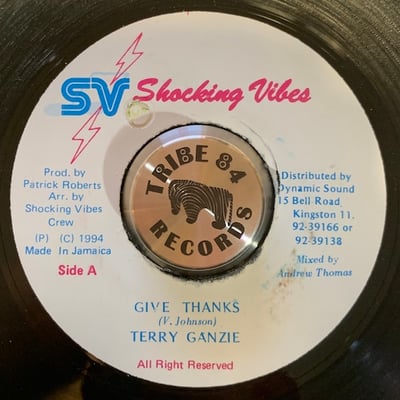 SV Shocking Vibes
Prod. by
Patrick Roberts
Arr. by
Shocking Vibes
Crew
(P) (C) 1994
Made In Jamaica
Side A
TRIBE 84
RECORDS
Distributed by
Dynamic Sound
15 Bell Road
Kingston 11.
92-39166 or
92-39138
Mixed by
Andrew Thomas
GIVE THANKS
(V. Johnson)
TERRY GANZIE
All Right Reserved